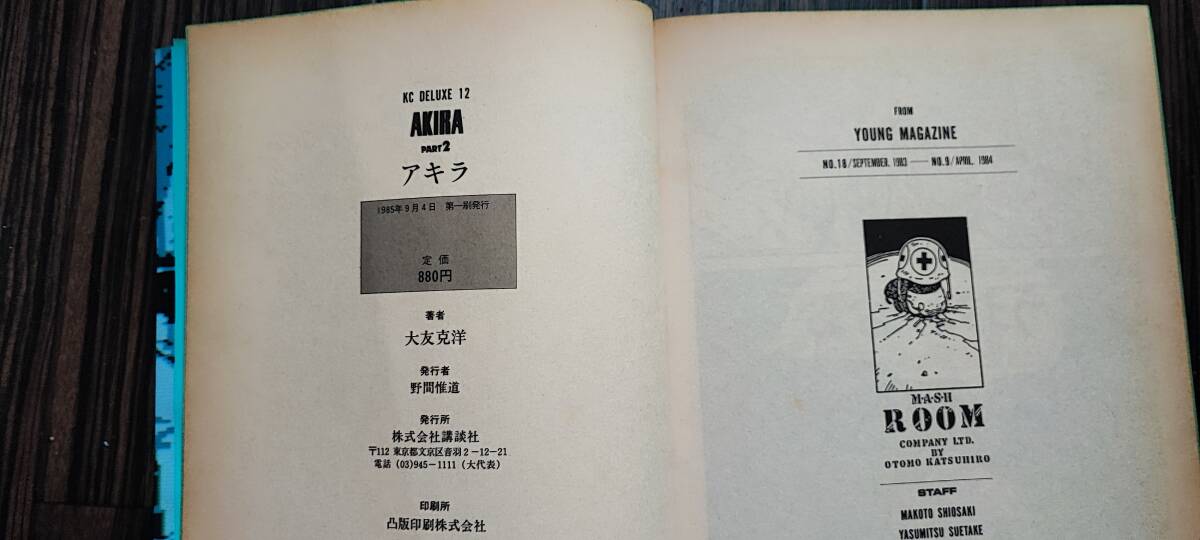 KC DELUXE 12
AKIRA
PART2
アキラ
1985年9月4日 第一刷発行
定価
880円
著者
大友克洋
発行者
野間惟道
発行所
株式会社講談社
〒112 東京都文京区音羽2-12-21
電話 (03)945-1111 (大代表)
印刷所
凸版印刷株式会社
FROM
YOUNG MAGAZINE
NO.18/SEPTEMBER, 1983 — NO.9/APRIL, 1984
M·A·S·H
ROOM
COMPANY LTD.
BY
OTOMO KATSUHIRO
STAFF
MAKOTO SHIOSAKI
YASUMITSU SUETAKE